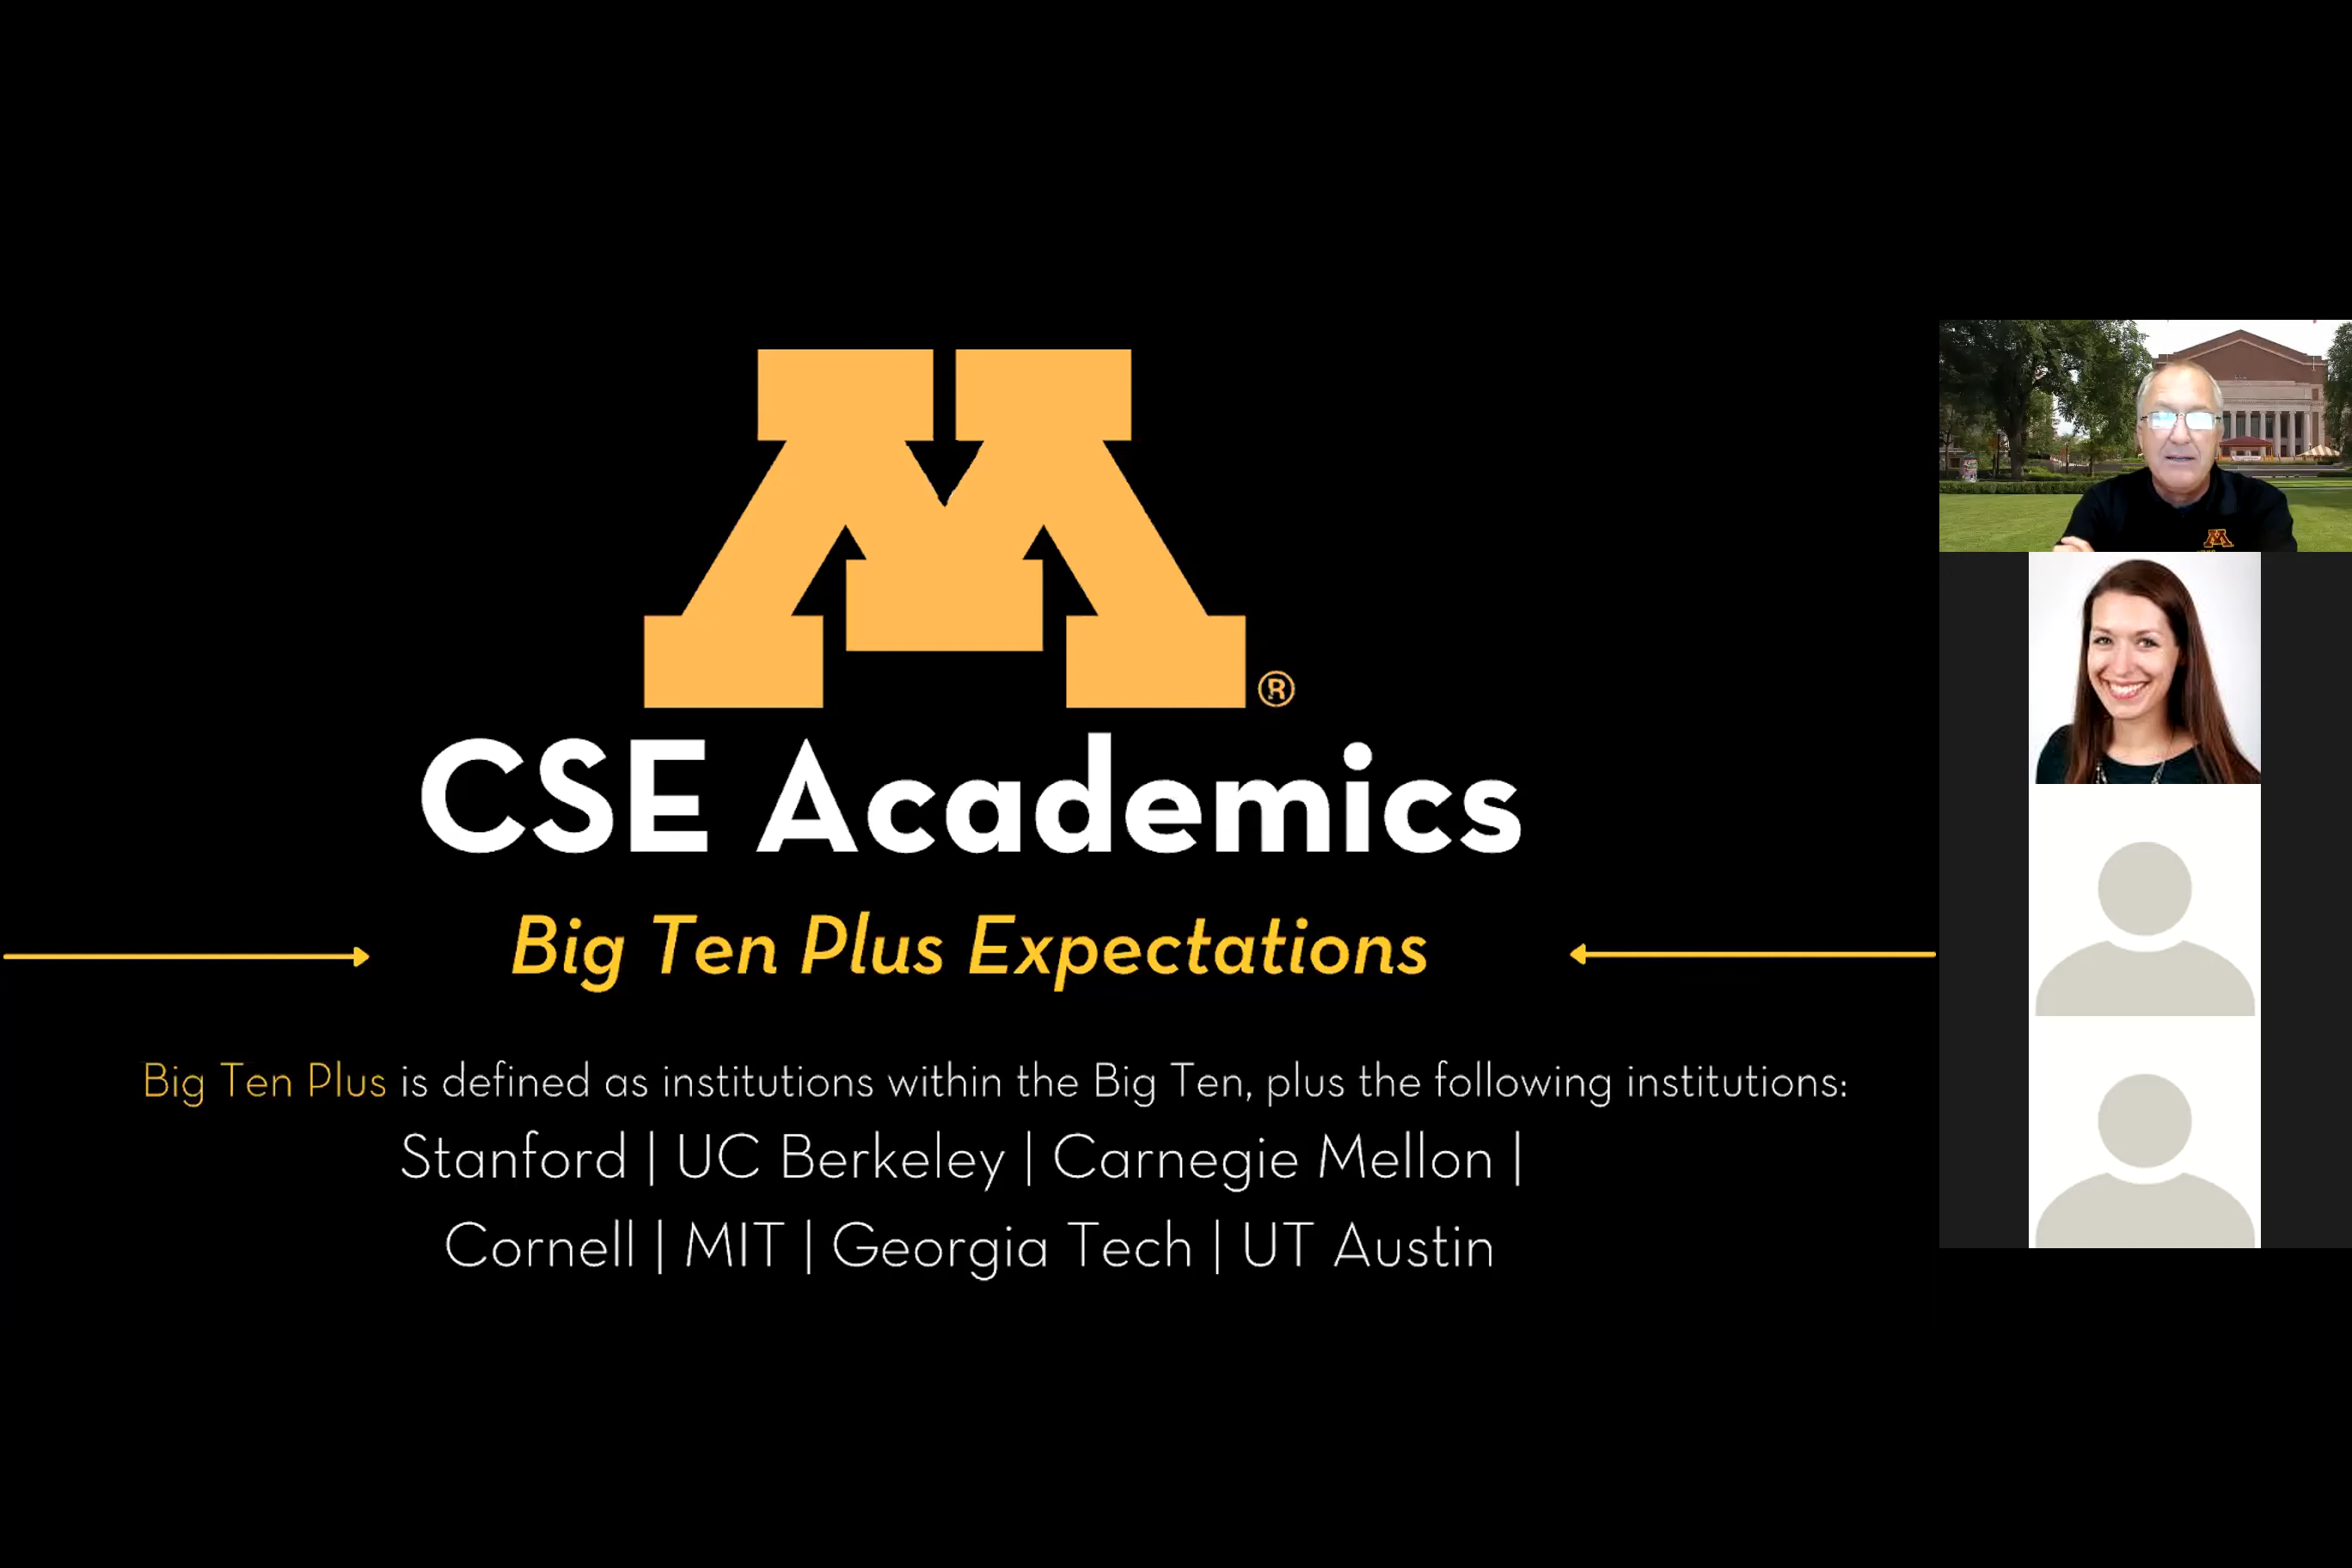 M®
CSE Academics
Big Ten Plus Expectations
Big Ten Plus is defined as institutions within the Big Ten, plus the following institutions:
Stanford | UC Berkeley | Carnegie Mellon |
Cornell | MIT | Georgia Tech | UT Austin
M